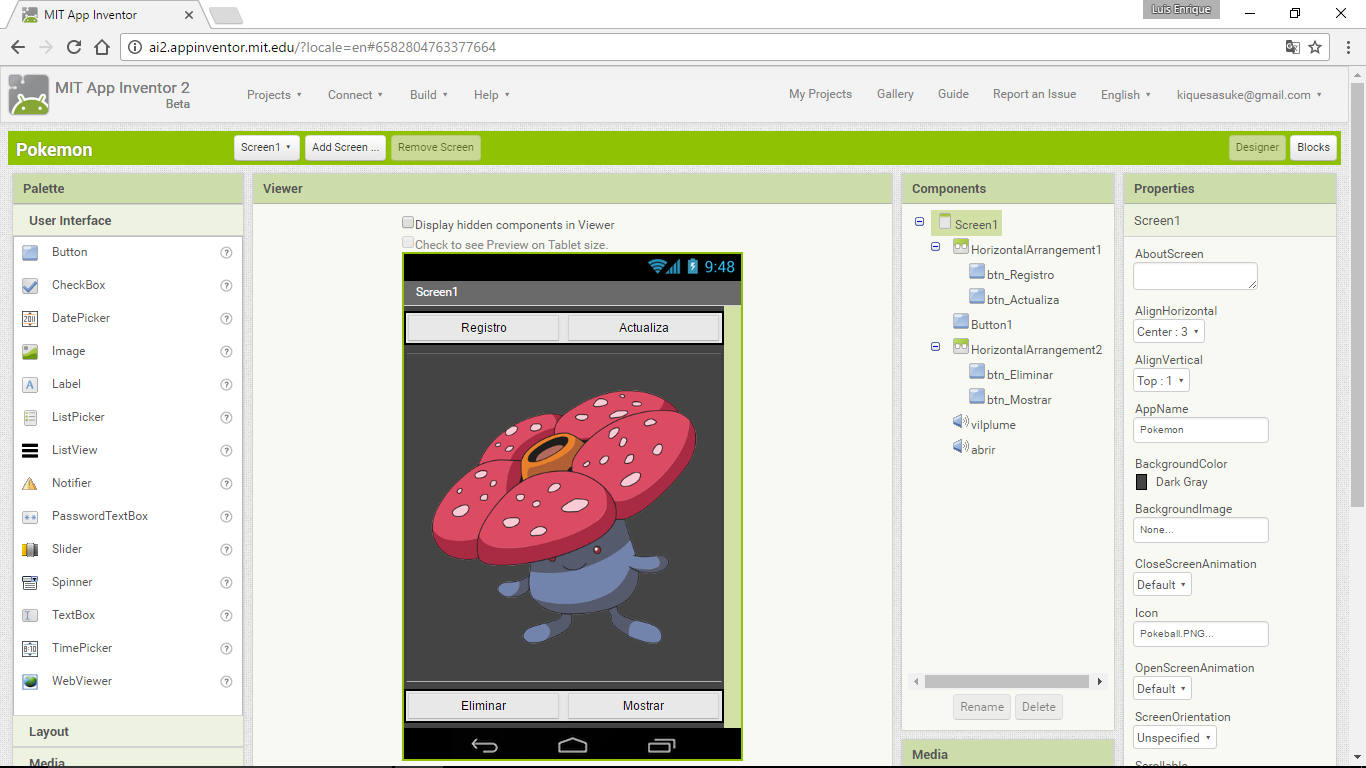 MIT App Inventor
Luis Enrique
ai2.appinventor.mit.edu/?locale=en#6582804763377664
MIT App Inventor 2
Beta
Projects
Connect
Build
Help
My Projects
Gallery
Guide
Report an Issue
English
kiquesasuke@gmail.com
Pokemon
Screen1
Add Screen ...
Remove Screen
Designer
Blocks
Palette
User Interface
Button
CheckBox
DatePicker
Image
Label
ListPicker
ListView
Notifier
PasswordTextBox
Slider
Spinner
TextBox
TimePicker
WebViewer
Layout
Media
Viewer
Display hidden components in Viewer
Check to see Preview on Tablet size.
9:48
Screen1
Registro
Actualiza
Eliminar
Mostrar
Components
Screen1
HorizontalArrangement1
btn_Registro
btn_Actualiza
Button1
HorizontalArrangement2
btn_Eliminar
btn_Mostrar
vilplume
abrir
Rename
Delete
Media
Properties
Screen1
AboutScreen
AlignHorizontal
Center : 3
AlignVertical
Top : 1
AppName
Pokemon
BackgroundColor
Dark Gray
BackgroundImage
None...
CloseScreenAnimation
Default
Icon
Pokeball.PNG...
OpenScreenAnimation
Default
ScreenOrientation
Unspecified
Scrollable